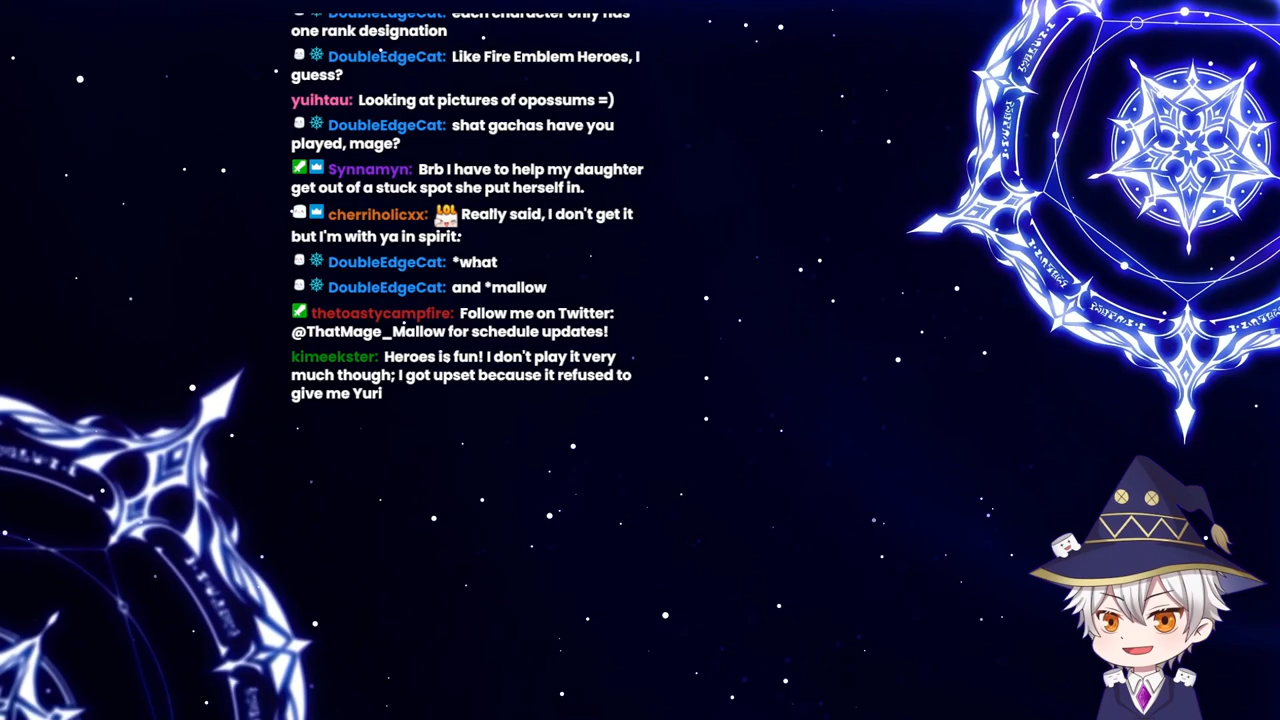 DoubleEdgeCat: each character only has
one rank designation
DoubleEdgeCat: Like Fire Emblem Heroes, I
guess?
yuihtau: Looking at pictures of opossums =)
DoubleEdgeCat: shat gachas have you
played, mage?
Synnamyn: Brb I have to help my daughter
get out of a stuck spot she put herself in.
cherriholicxx: LOL Really said, I don't get it
but I'm with ya in spirit:
DoubleEdgeCat: *what
DoubleEdgeCat: and *mallow
thetoastycampfire: Follow me on Twitter:
@ThatMage_Mallow for schedule updates!
kimeekster: Heroes is fun! I don't play it very
much though; I got upset because it refused to
give me Yuri